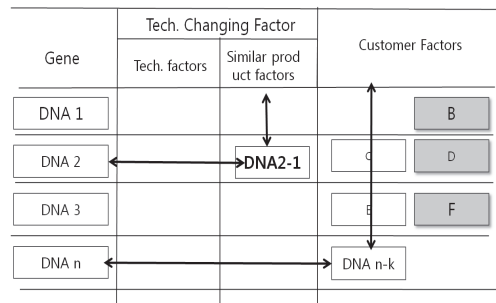 Tech. Changing Factor
Gene
Tech. factors
Similar prod
uct factors
Customer Factors
DNA 1
B
DNA 2
DNA2-1
C
D
DNA 3
E
F
DNA n
DNA n-k